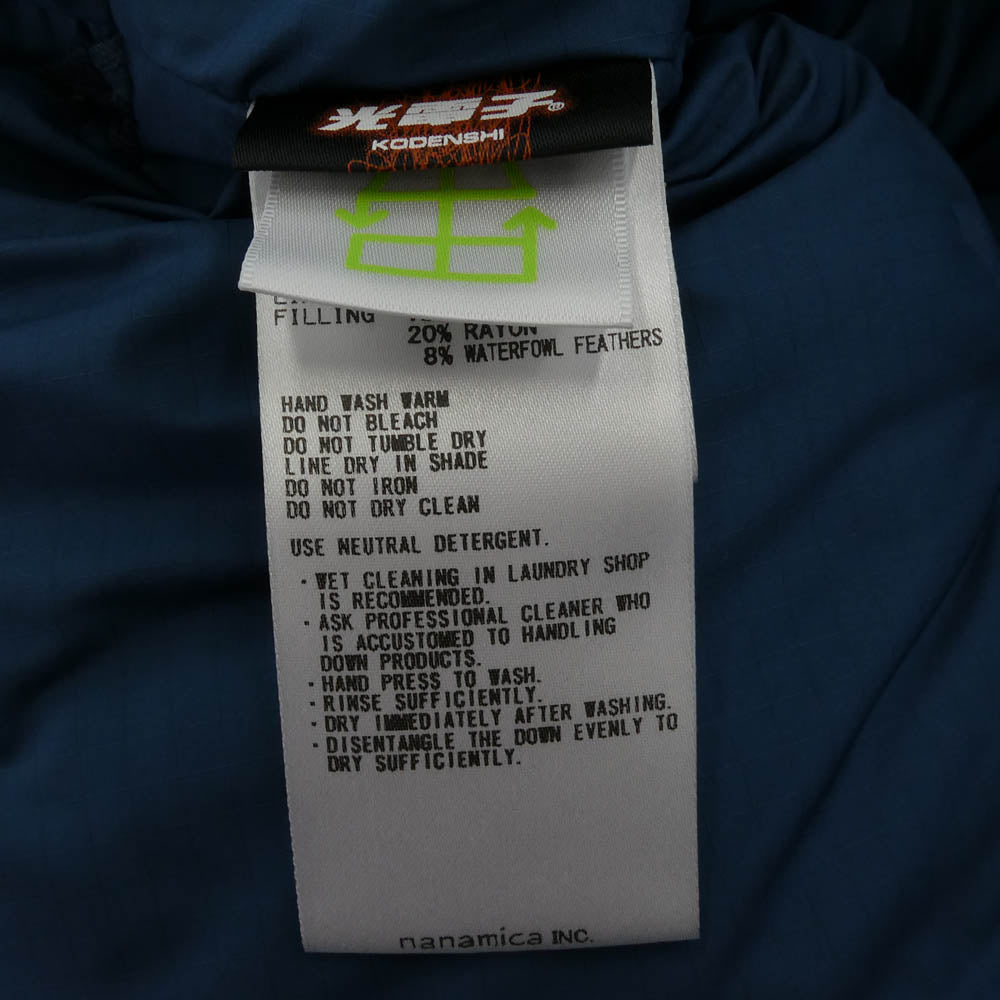 光電子®
KODENSHI
FILLING
20% RAYON
8% WATERFOWL FEATHERS
HAND WASH WARM
DO NOT BLEACH
DO NOT TUMBLE DRY
LINE DRY IN SHADE
DO NOT IRON
DO NOT DRY CLEAN
USE NEUTRAL DETERGENT.
・WET CLEANING IN LAUNDRY SHOP
IS RECOMMENDED.
・ASK PROFESSIONAL CLEANER WHO
IS ACCUSTOMED TO HANDLING
DOWN PRODUCTS.
・HAND PRESS TO WASH.
・RINSE SUFFICIENTLY.
・DRY IMMEDIATELY AFTER WASHING.
・DISENTANGLE THE DOWN EVENLY TO
DRY SUFFICIENTLY.
nanamica INC.